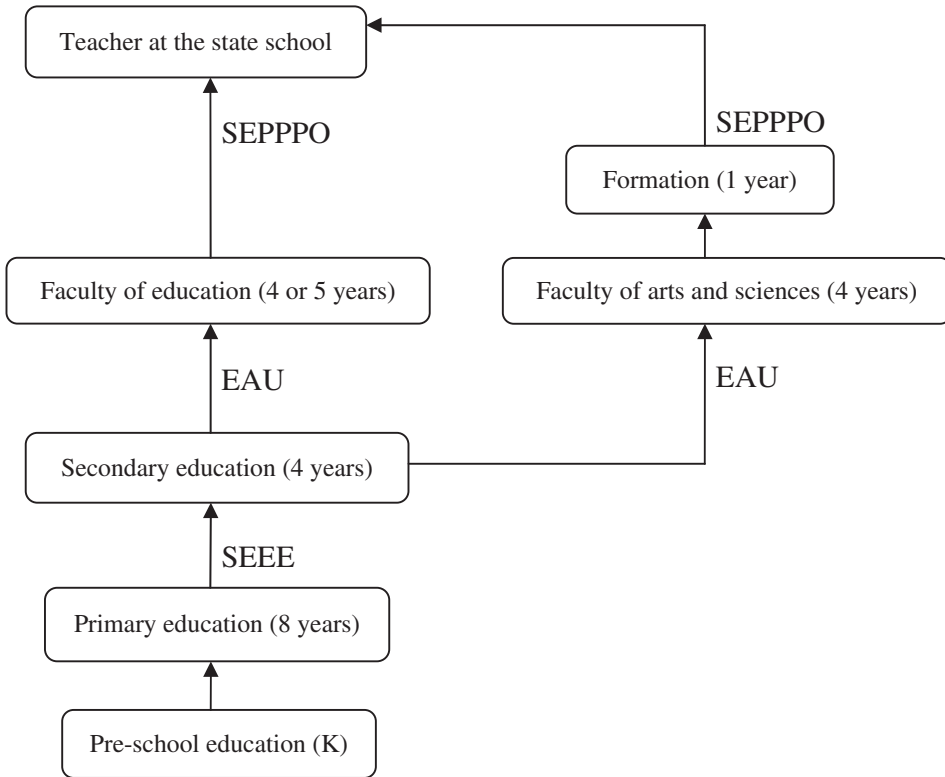 Teacher at the state school
SEPPPO
SEPPPO
Formation (1 year)
Faculty of education (4 or 5 years)
Faculty of arts and sciences (4 years)
EAU
EAU
Secondary education (4 years)
SEEE
Primary education (8 years)
Pre-school education (K)